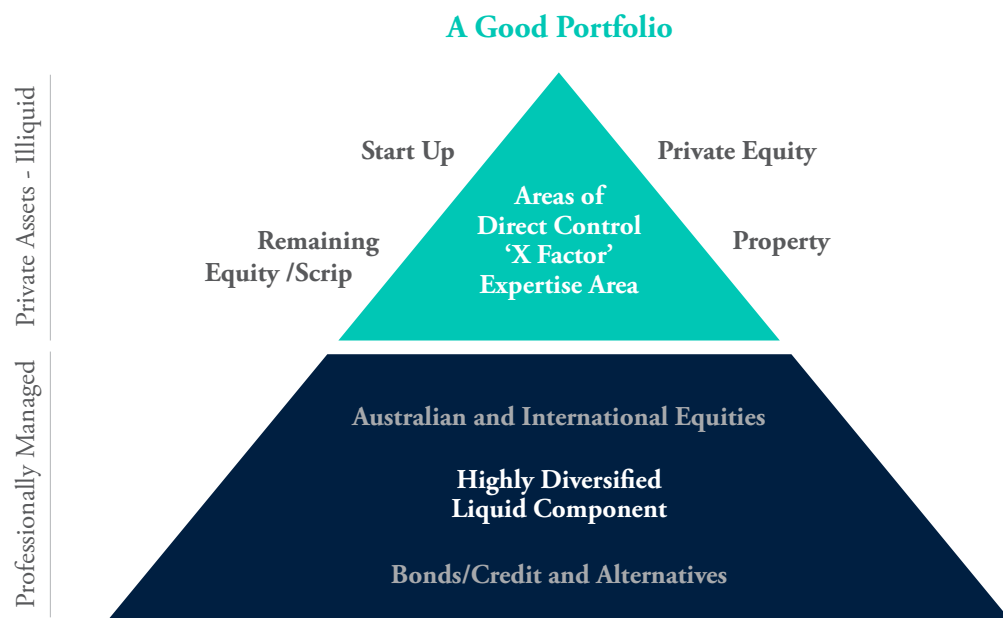 A Good Portfolio
Private Assets - Illiquid
Start Up
Private Equity
Remaining
Equity /Scrip
Property
Areas of
Direct Control
‘X Factor’
Expertise Area
Professionally Managed
Australian and International Equities
Highly Diversified
Liquid Component
Bonds/Credit and Alternatives